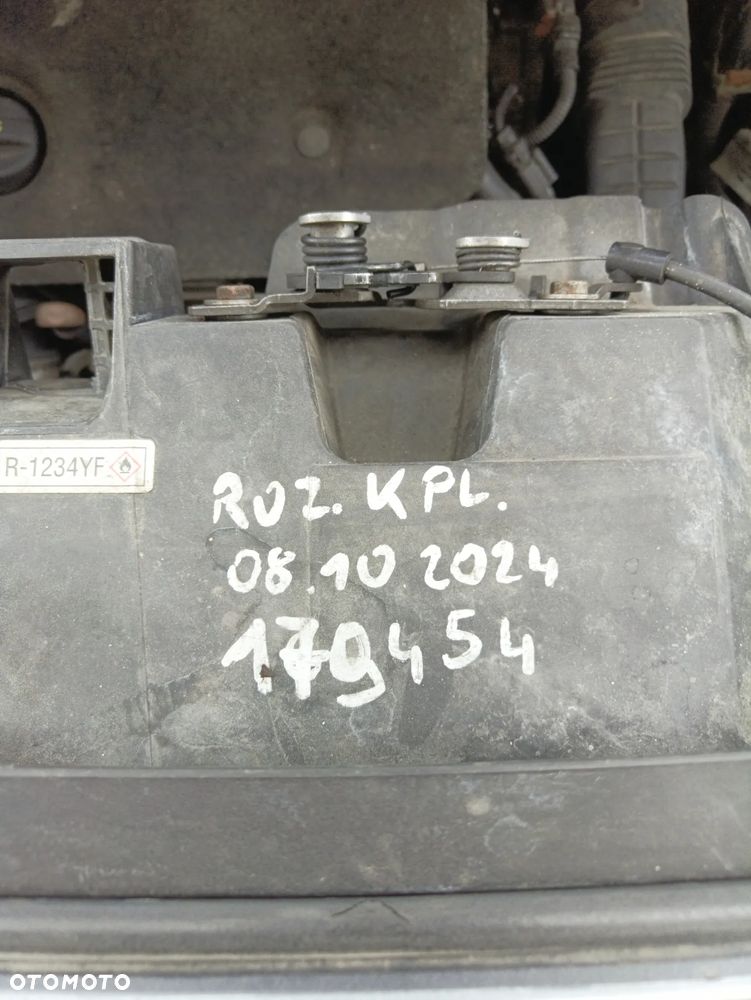 R-1234YF
ROZ. KPL.
08.10.2024
179454
OTOMOTO